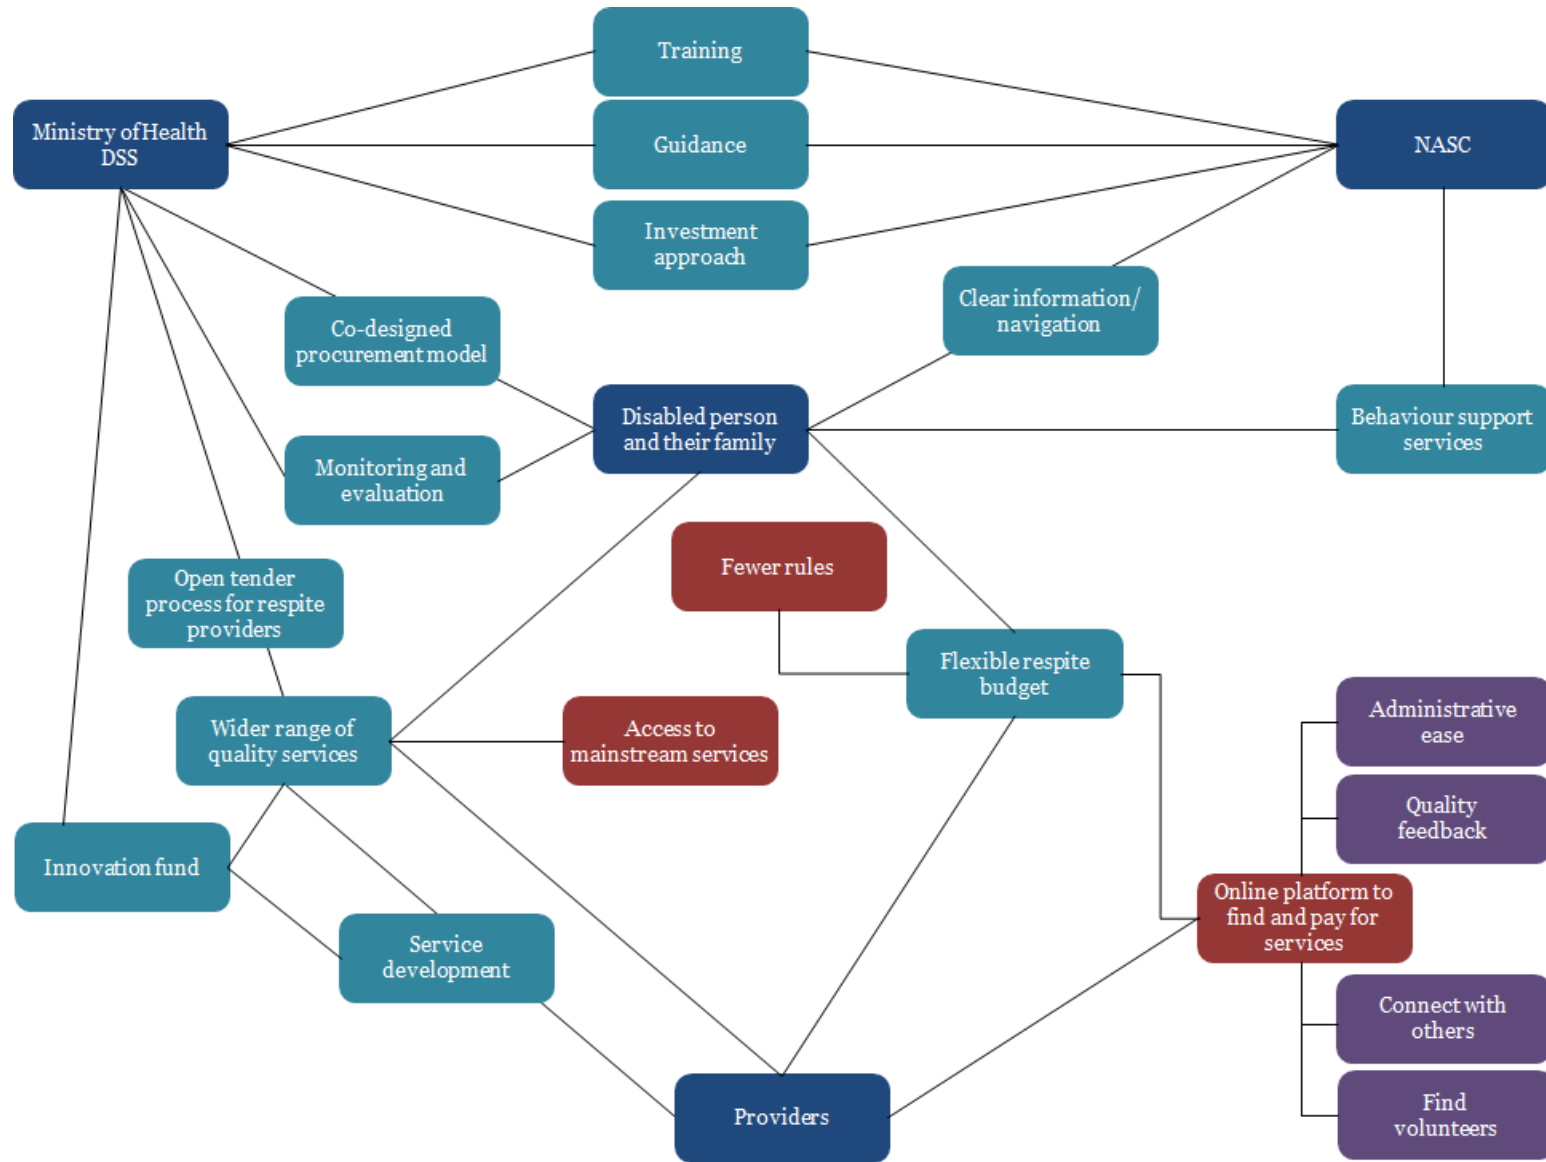 Training
Ministry of Health
DSS
Guidance
NASC
Investment
approach
Clear information/
navigation
Co-designed
procurement model
Disabled person
and their family
Behaviour support
services
Monitoring and
evaluation
Fewer rules
Open tender
process for respite
providers
Flexible respite
budget
Wider range of
quality services
Access to
mainstream services
Administrative
ease
Quality
feedback
Innovation fund
Online platform to
find and pay for
services
Service
development
Connect with
others
Providers
Find
volunteers